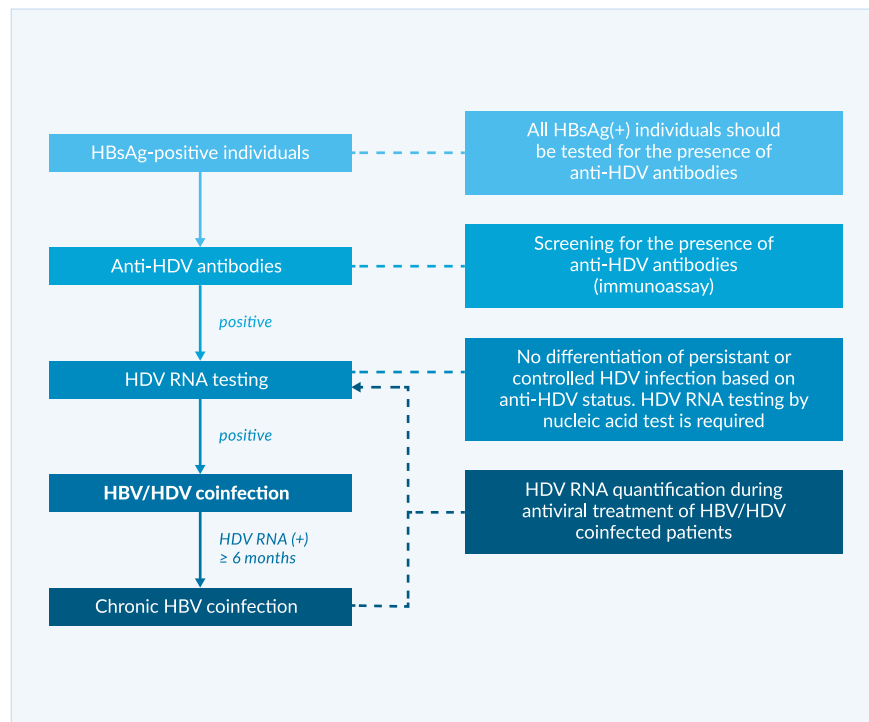 HBsAg-positive individuals
All HBsAg(+) individuals should
be tested for the presence of
anti-HDV antibodies
Anti-HDV antibodies
Screening for the presence of
anti-HDV antibodies
(immunoassay)
positive
HDV RNA testing
No differentiation of persistant or
controlled HDV infection based on
anti-HDV status. HDV RNA testing by
nucleic acid test is required
positive
HBV/HDV coinfection
HDV RNA quantification during
antiviral treatment of HBV/HDV
coinfected patients
HDV RNA (+)
≥ 6 months
Chronic HBV coinfection